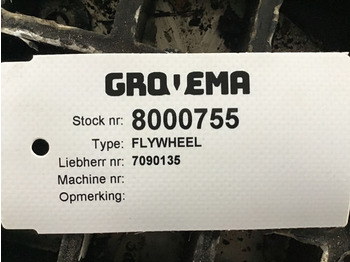 GROVEMA
Stock nr: 8000755
Type: FLYWHEEL
Liebherr nr: 7090135
Machine nr:
Opmerking: